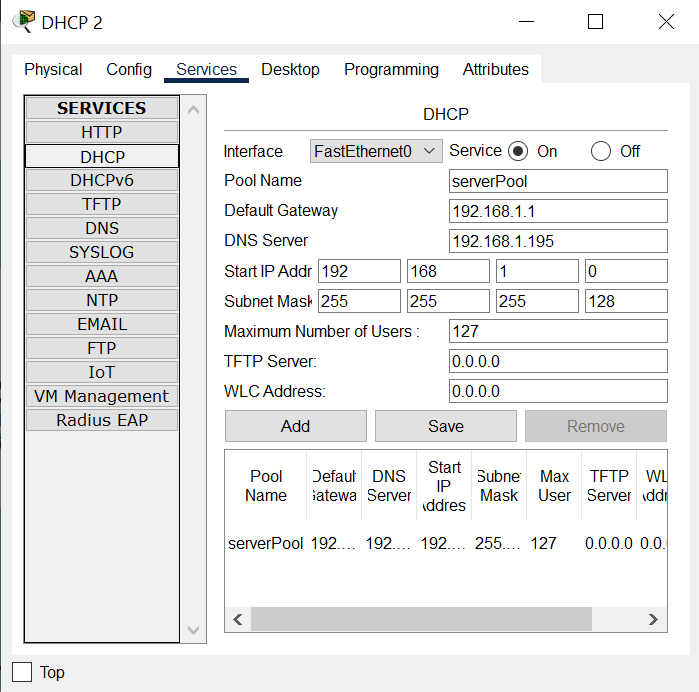 DHCP 2
Physical Config Services Desktop Programming Attributes
SERVICES
HTTP
DHCP
DHCPv6
TFTP
DNS
SYSLOG
AAA
NTP
EMAIL
FTP
IoT
VM Management
Radius EAP
DHCP
Interface FastEthernet0 Service On Off
Pool Name serverPool
Default Gateway 192.168.1.1
DNS Server 192.168.1.195
Start IP Addr 192 168 1 0
Subnet Mask 255 255 255 128
Maximum Number of Users : 127
TFTP Server: 0.0.0.0
WLC Address: 0.0.0.0
Add Save Remove
Pool Name Default Gatewa DNS Server Start IP Addres Subnet Mask Max User TFTP Server WL Addr
serverPool 192.... 192.... 192.... 255.... 127 0.0.0.0 0.0.
Top